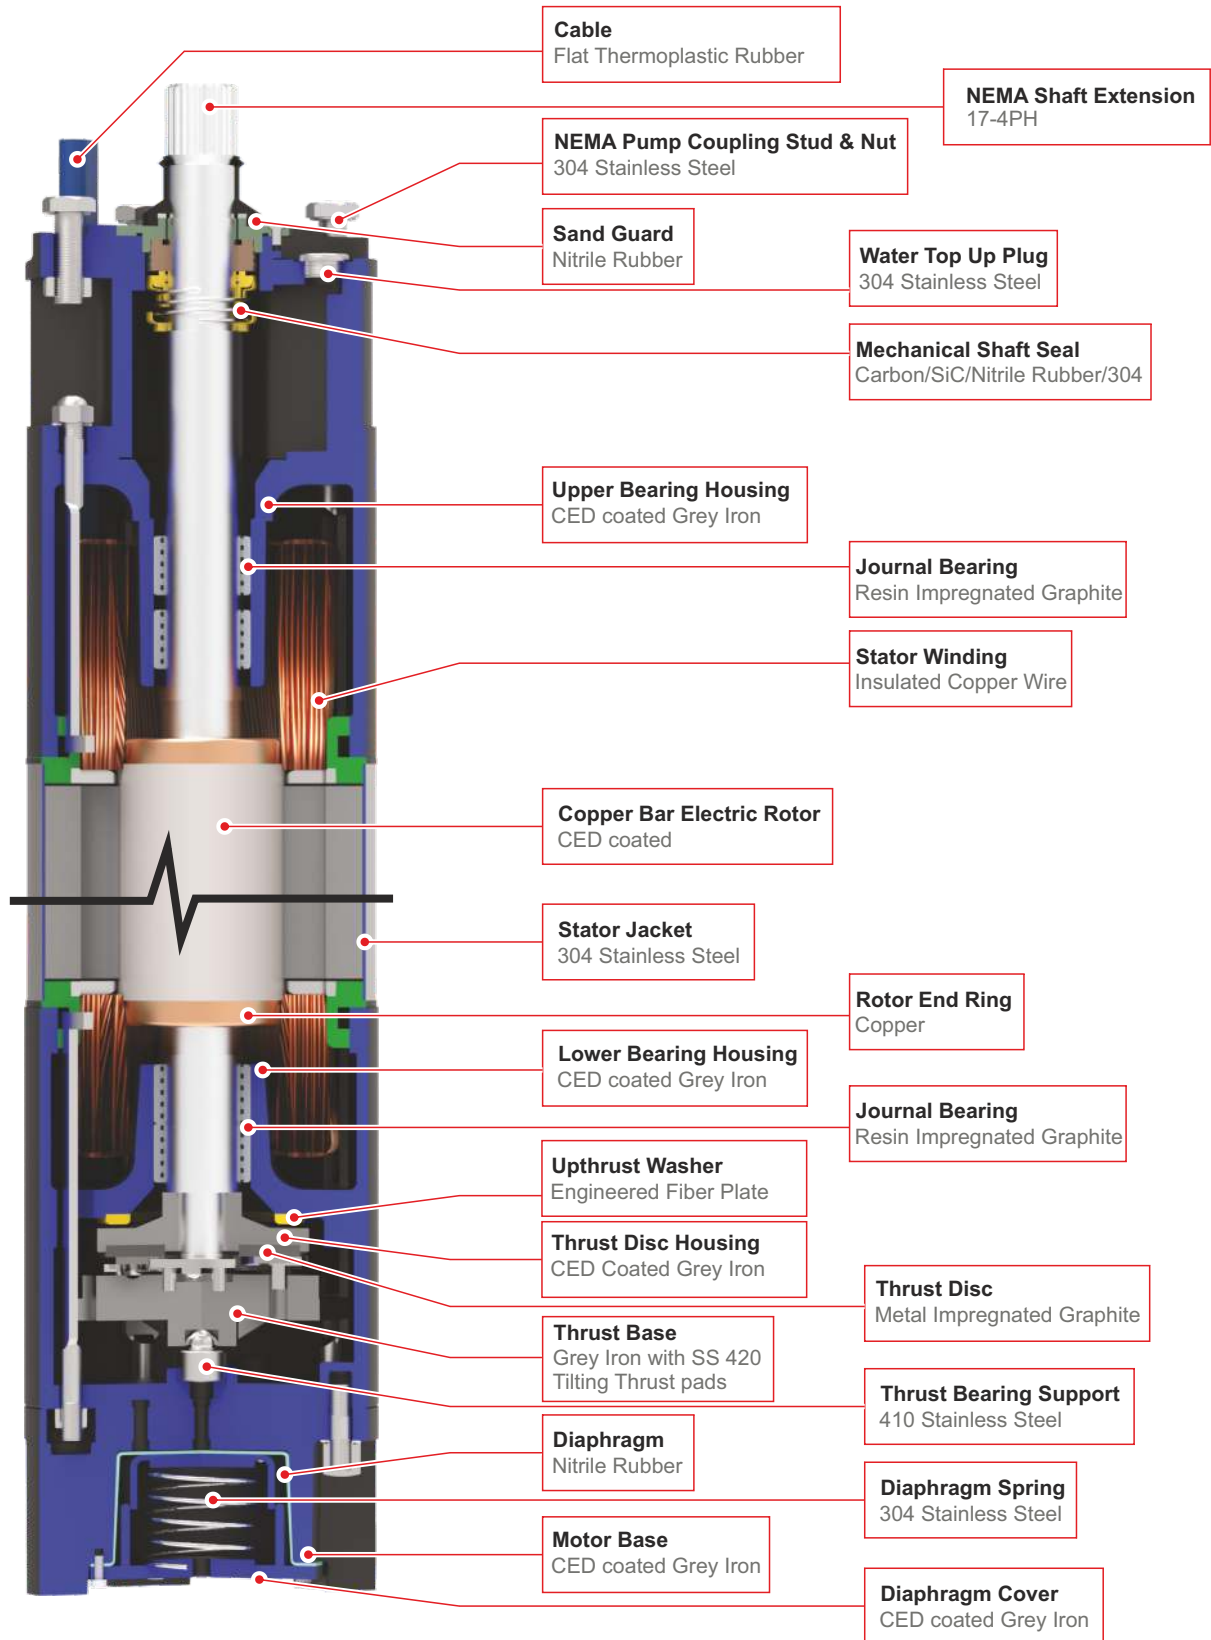 Cable
Flat Thermoplastic Rubber
NEMA Shaft Extension
17-4PH
NEMA Pump Coupling Stud & Nut
304 Stainless Steel
Sand Guard
Nitrile Rubber
Water Top Up Plug
304 Stainless Steel
Mechanical Shaft Seal
Carbon/SiC/Nitrile Rubber/304
Upper Bearing Housing
CED coated Grey Iron
Journal Bearing
Resin Impregnated Graphite
Stator Winding
Insulated Copper Wire
Copper Bar Electric Rotor
CED coated
Stator Jacket
304 Stainless Steel
Rotor End Ring
Copper
Lower Bearing Housing
CED coated Grey Iron
Journal Bearing
Resin Impregnated Graphite
Upthrust Washer
Engineered Fiber Plate
Thrust Disc Housing
CED Coated Grey Iron
Thrust Disc
Metal Impregnated Graphite
Thrust Base
Grey Iron with SS 420
Tilting Thrust pads
Thrust Bearing Support
410 Stainless Steel
Diaphragm
Nitrile Rubber
Diaphragm Spring
304 Stainless Steel
Motor Base
CED coated Grey Iron
Diaphragm Cover
CED coated Grey Iron